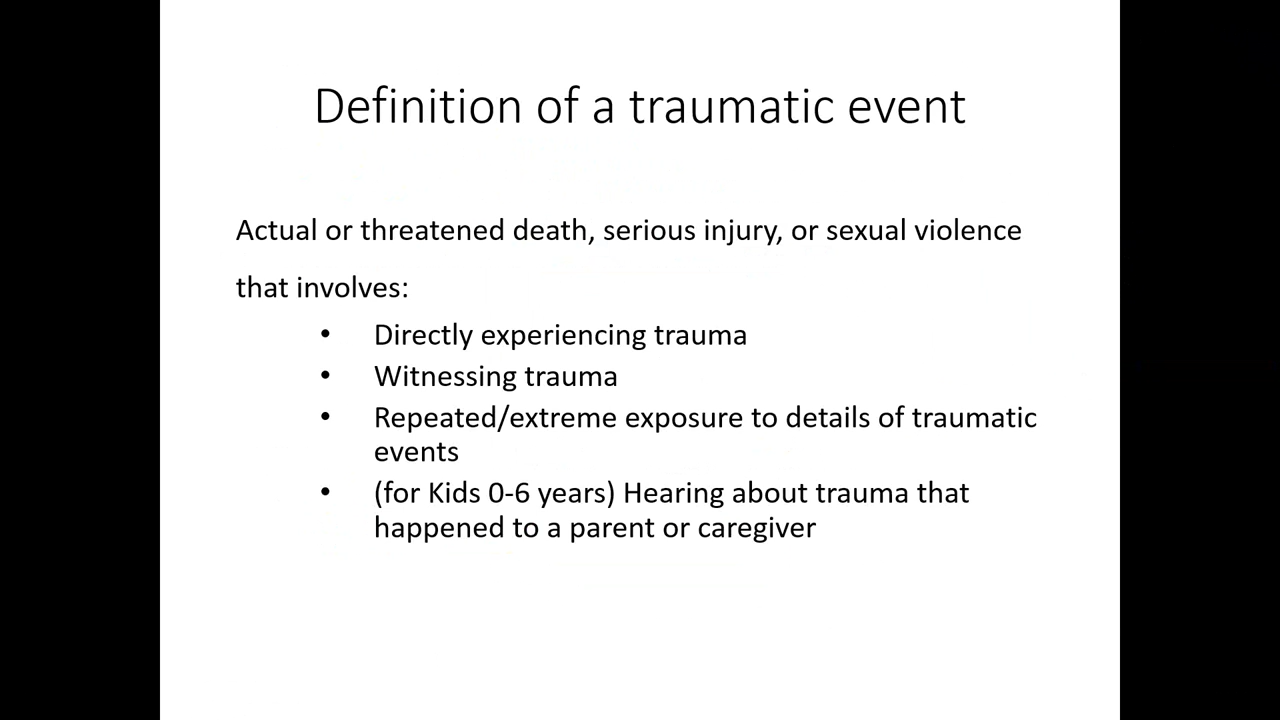 Definition of a traumatic event
Actual or threatened death, serious injury, or sexual violence
that involves:
• Directly experiencing trauma
• Witnessing trauma
• Repeated/extreme exposure to details of traumatic
events
• (for Kids 0-6 years) Hearing about trauma that
happened to a parent or caregiver